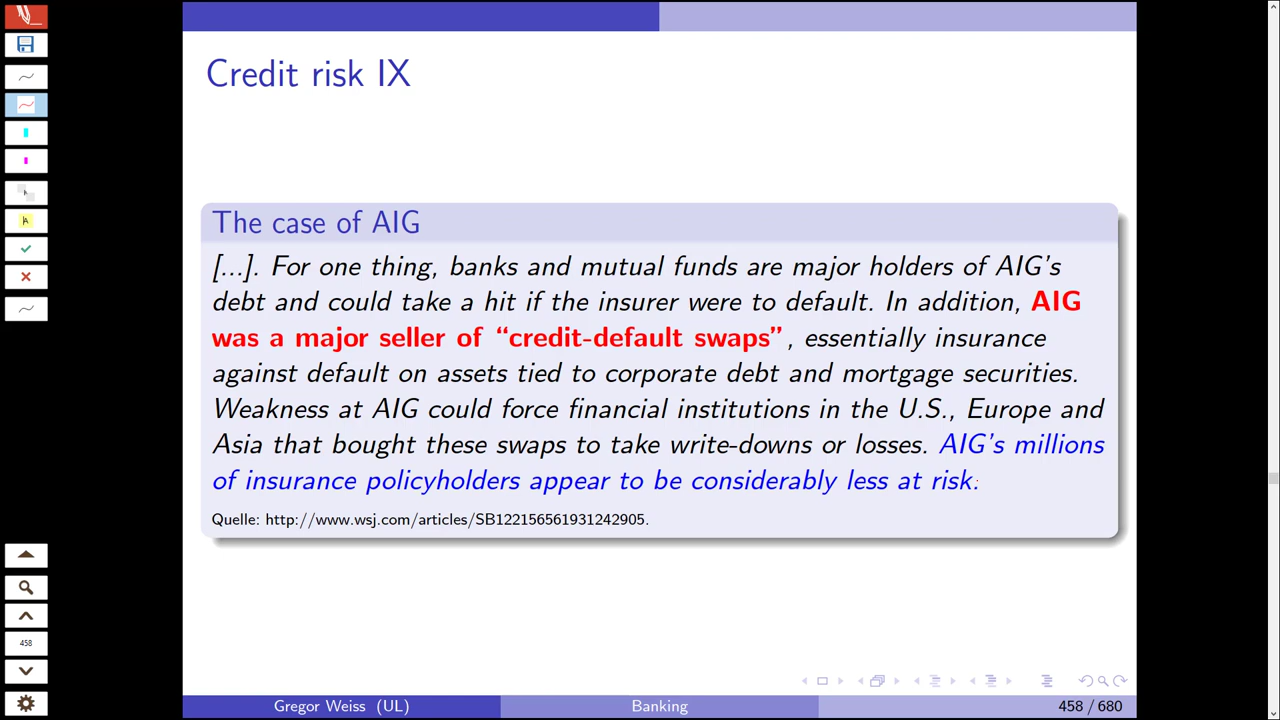 Credit risk IX
The case of AIG
[...]. For one thing, banks and mutual funds are major holders of AIG's
debt and could take a hit if the insurer were to default. In addition, AIG
was a major seller of “credit-default swaps”, essentially insurance
against default on assets tied to corporate debt and mortgage securities.
Weakness at AIG could force financial institutions in the U.S., Europe and
Asia that bought these swaps to take write-downs or losses. AIG's millions
of insurance policyholders appear to be considerably less at risk.
Quelle: http://www.wsj.com/articles/SB122156561931242905.
458
Gregor Weiss (UL) Banking 458 / 680